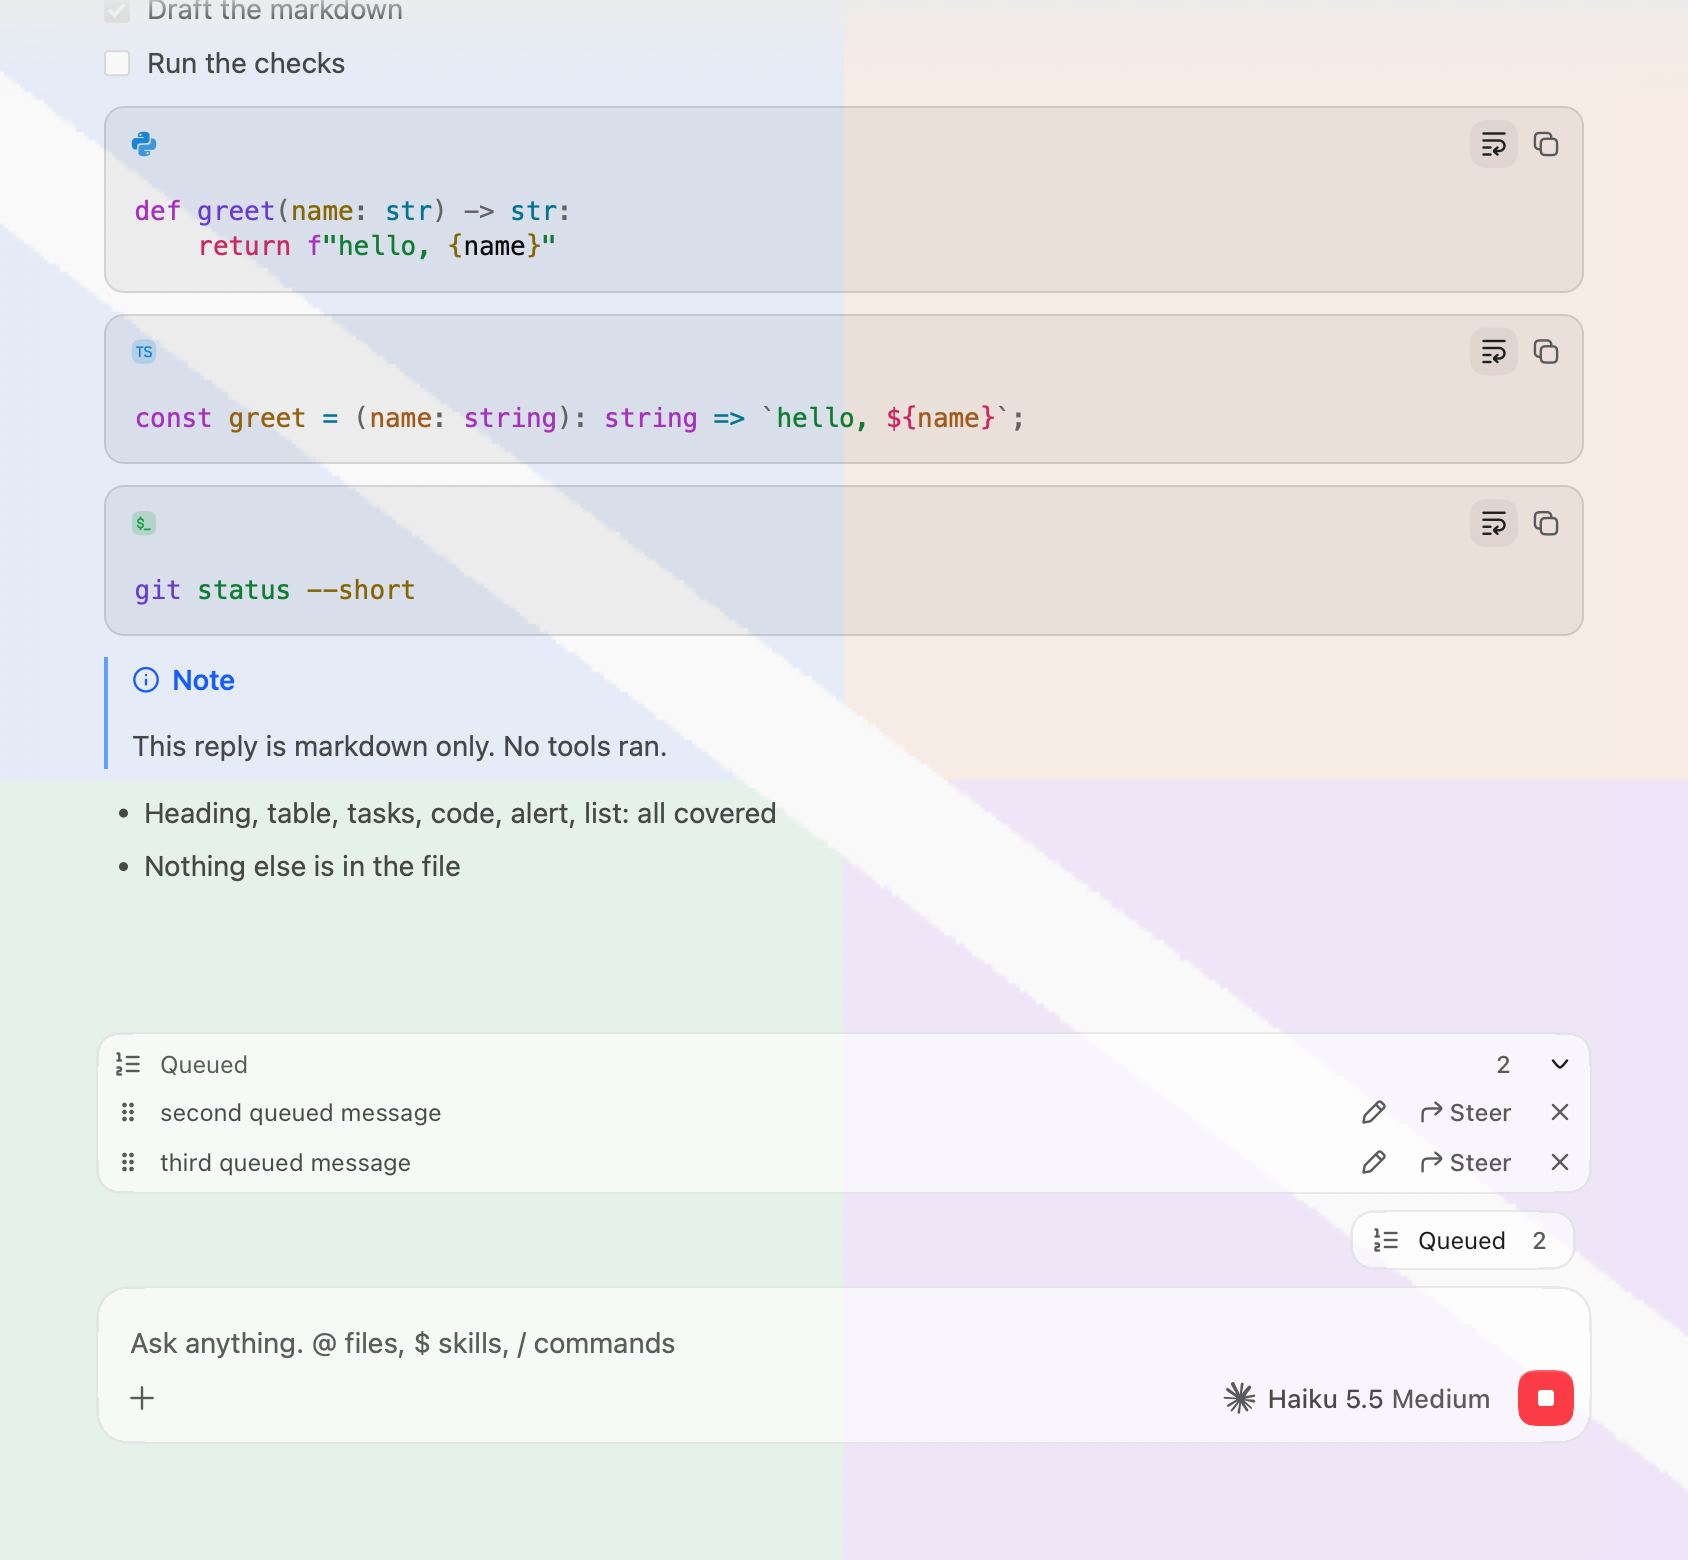 Draft the markdown
Run the checks
def greet(name: str) -> str:
    return f"hello, {name}"
TS
const greet = (name: string): string => `hello, ${name}`;
$_
git status --short
Note
This reply is markdown only. No tools ran.
• Heading, table, tasks, code, alert, list: all covered
• Nothing else is in the file
Queued 2
second queued message Steer
third queued message Steer
Queued 2
Ask anything. @ files, $ skills, / commands
Haiku 5.5 Medium